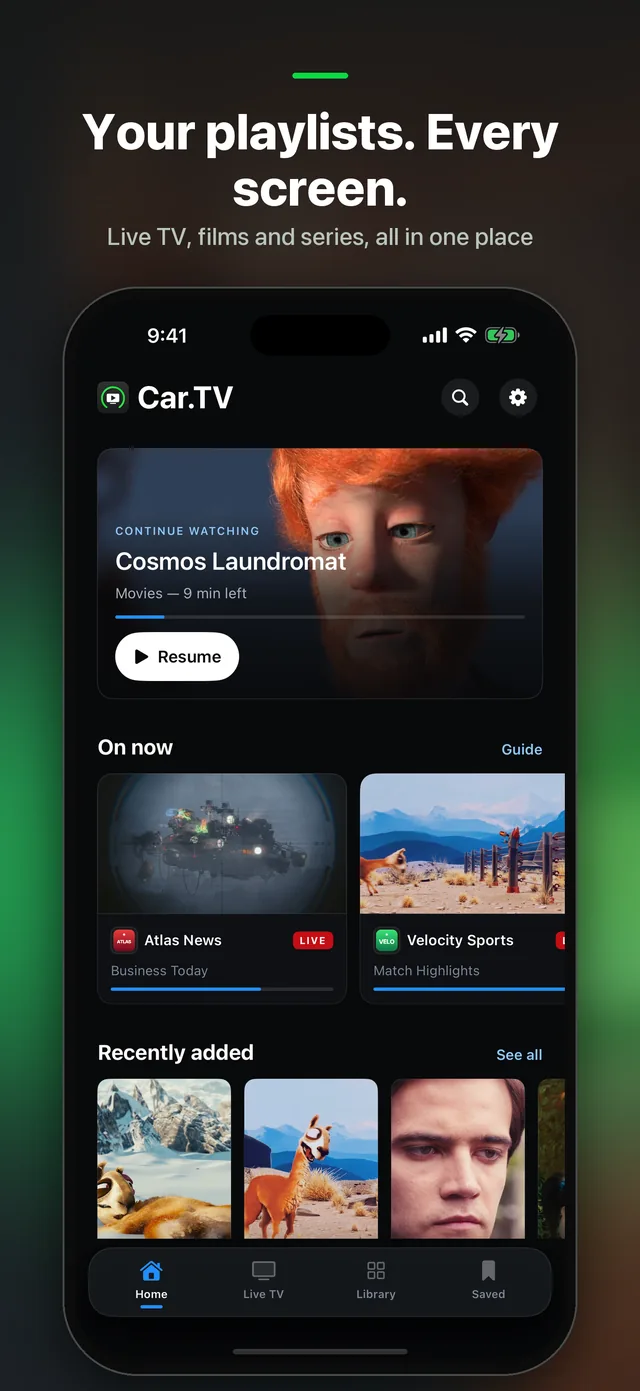 Your playlists. Every
screen.
Live TV, films and series, all in one place
9:41
Car.TV
CONTINUE WATCHING
Cosmos Laundromat
Movies — 9 min left
Resume
On now
Guide
ATLAS
Atlas News
LIVE
VELO
Velocity Sports
Business Today
Match Highlights
Recently added
See all
Home
Live TV
Library
Saved